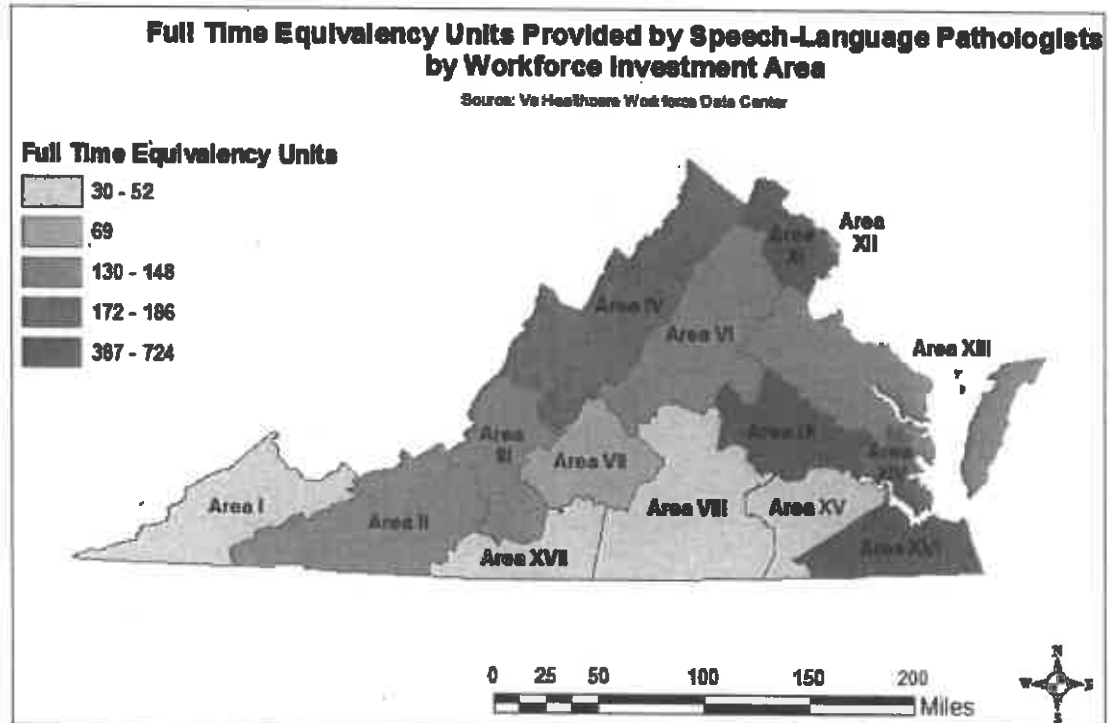 Full Time Equivalency Units Provided by Speech-Language Pathologists
by Workforce Investment Area
Source: Va Healthcare Workforce Data Center
Full Time Equivalency Units
30 - 52
69
130 - 148
172 - 186
387 - 724
Area
XII
Area
XI
Area IV
Area VI
Area XIII
Area
III
Area IX
Area VII
Area
XIV
Area I
Area II
Area VIII
Area XV
Area XVII
Area XVI
0 25 50 100 150 200
Miles
N
W E
S